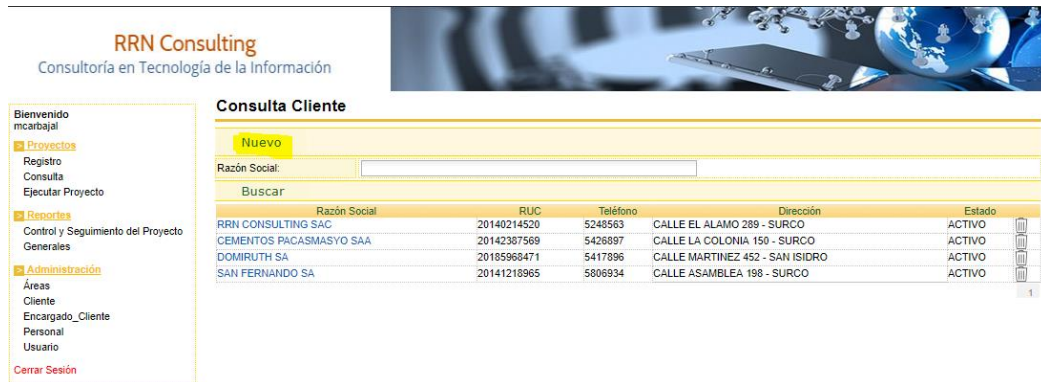 RRN Consulting
Consultoría en Tecnología de la Información
Bienvenido
mcarbajal
Proyectos
Registro
Consulta
Ejecutar Proyecto
Reportes
Control y Seguimiento del Proyecto
Generales
Administración
Áreas
Cliente
Encargado_Cliente
Personal
Usuario
Cerrar Sesión
Consulta Cliente
Nuevo
Razón Social:
Buscar
Razón Social RUC Teléfono Dirección Estado
RRN CONSULTING SAC 20140214520 5248563 CALLE EL ALAMO 289 - SURCO ACTIVO
CEMENTOS PACASMASYO SAA 20142387569 5426897 CALLE LA COLONIA 150 - SURCO ACTIVO
DOMIRUTH SA 20185968471 5417896 CALLE MARTINEZ 452 - SAN ISIDRO ACTIVO
SAN FERNANDO SA 20141218965 5806934 CALLE ASAMBLEA 198 - SURCO ACTIVO
1